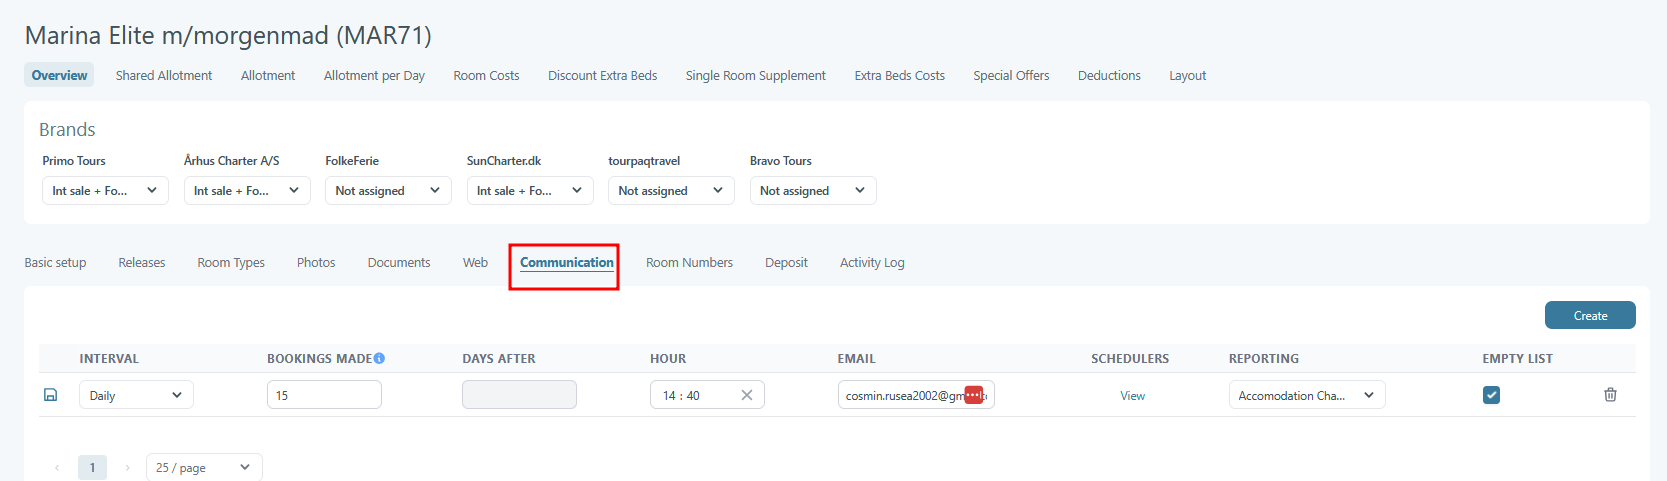 Marina Elite m/morgenmad (MAR71)
Overview Shared Allotment Allotment Allotment per Day Room Costs Discount Extra Beds Single Room Supplement Extra Beds Costs Special Offers Deductions Layout
Brands
Primo Tours Århus Charter A/S FolkeFerie SunCharter.dk tourpaqtravel Bravo Tours
Int sale + Fo... Int sale + Fo... Not assigned Int sale + Fo... Not assigned Not assigned
Basic setup Releases Room Types Photos Documents Web Communication Room Numbers Deposit Activity Log
Create
INTERVAL BOOKINGS MADE DAYS AFTER HOUR EMAIL SCHEDULERS REPORTING EMPTY LIST
Daily 15 14 : 40 cosmin.rusea2002@gm View Accomodation Cha...
1 25 / page